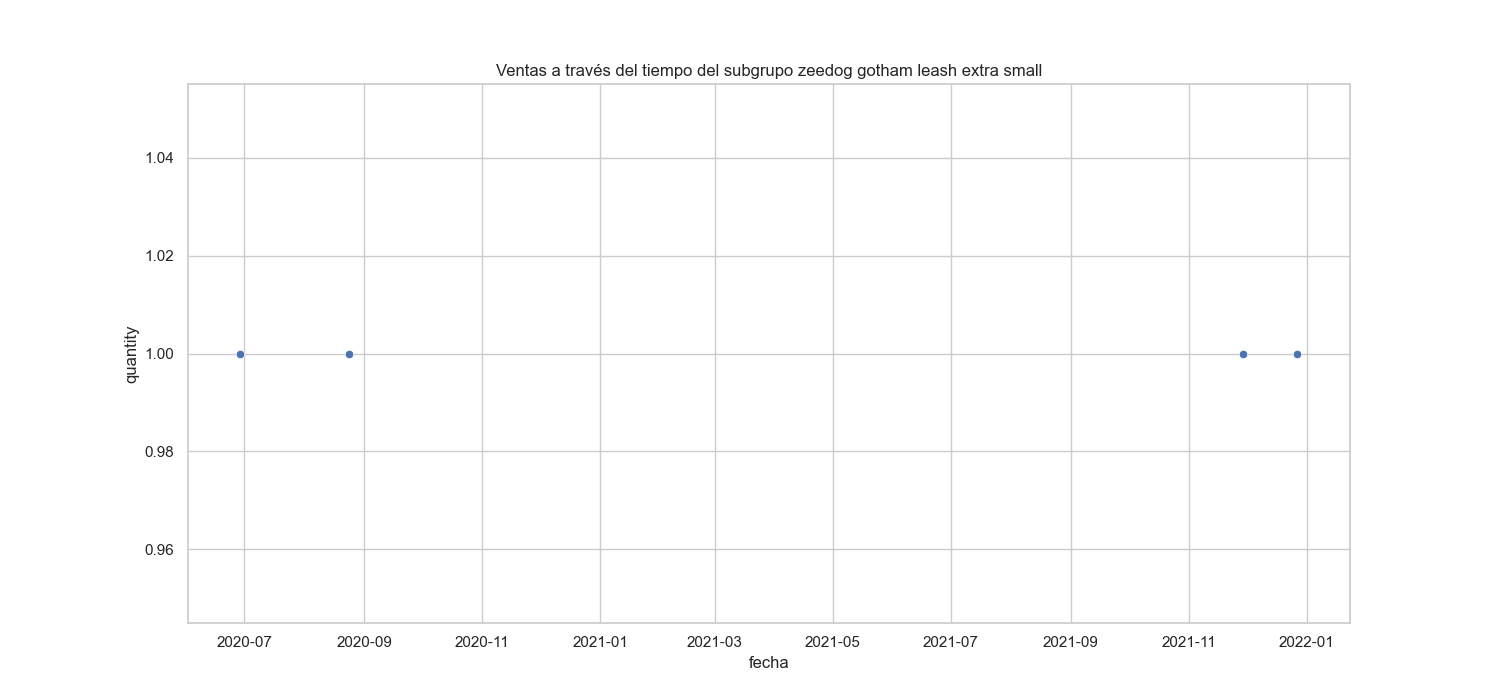 Ventas a través del tiempo del subgrupo zeedog gotham leash extra small
1.04
1.02
1.00
0.98
0.96
quantity
2020-07 2020-09 2020-11 2021-01 2021-03 2021-05 2021-07 2021-09 2021-11 2022-01
fecha